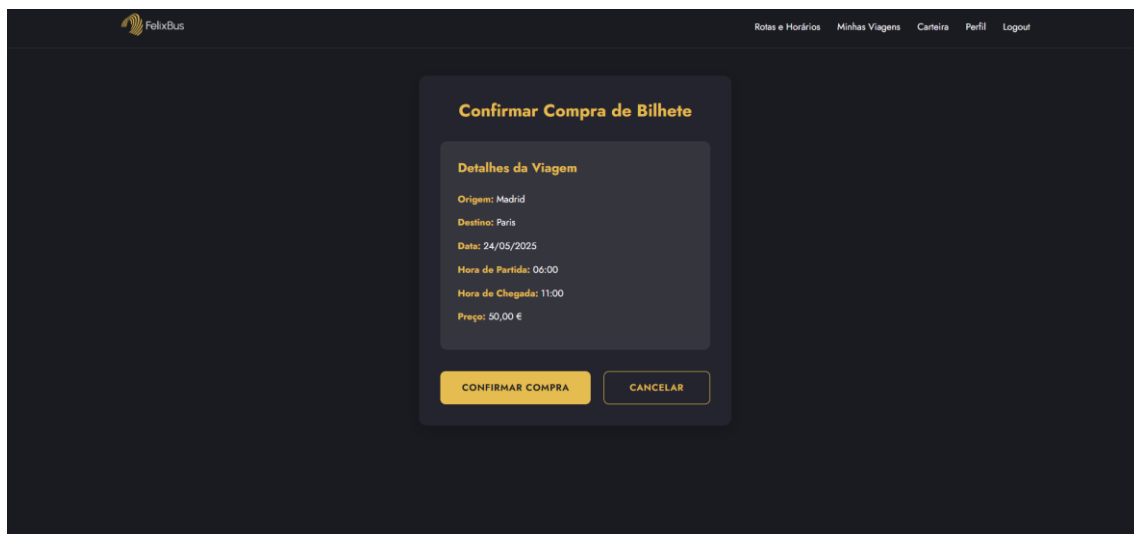 FelixBus
Rotas e Horários Minhas Viagens Carteira Perfil Logout
Confirmar Compra de Bilhete
Detalhes da Viagem
Origem: Madrid
Destino: Paris
Data: 24/05/2025
Hora de Partida: 06:00
Hora de Chegada: 11:00
Preço: 50,00 €
CONFIRMAR COMPRA CANCELAR